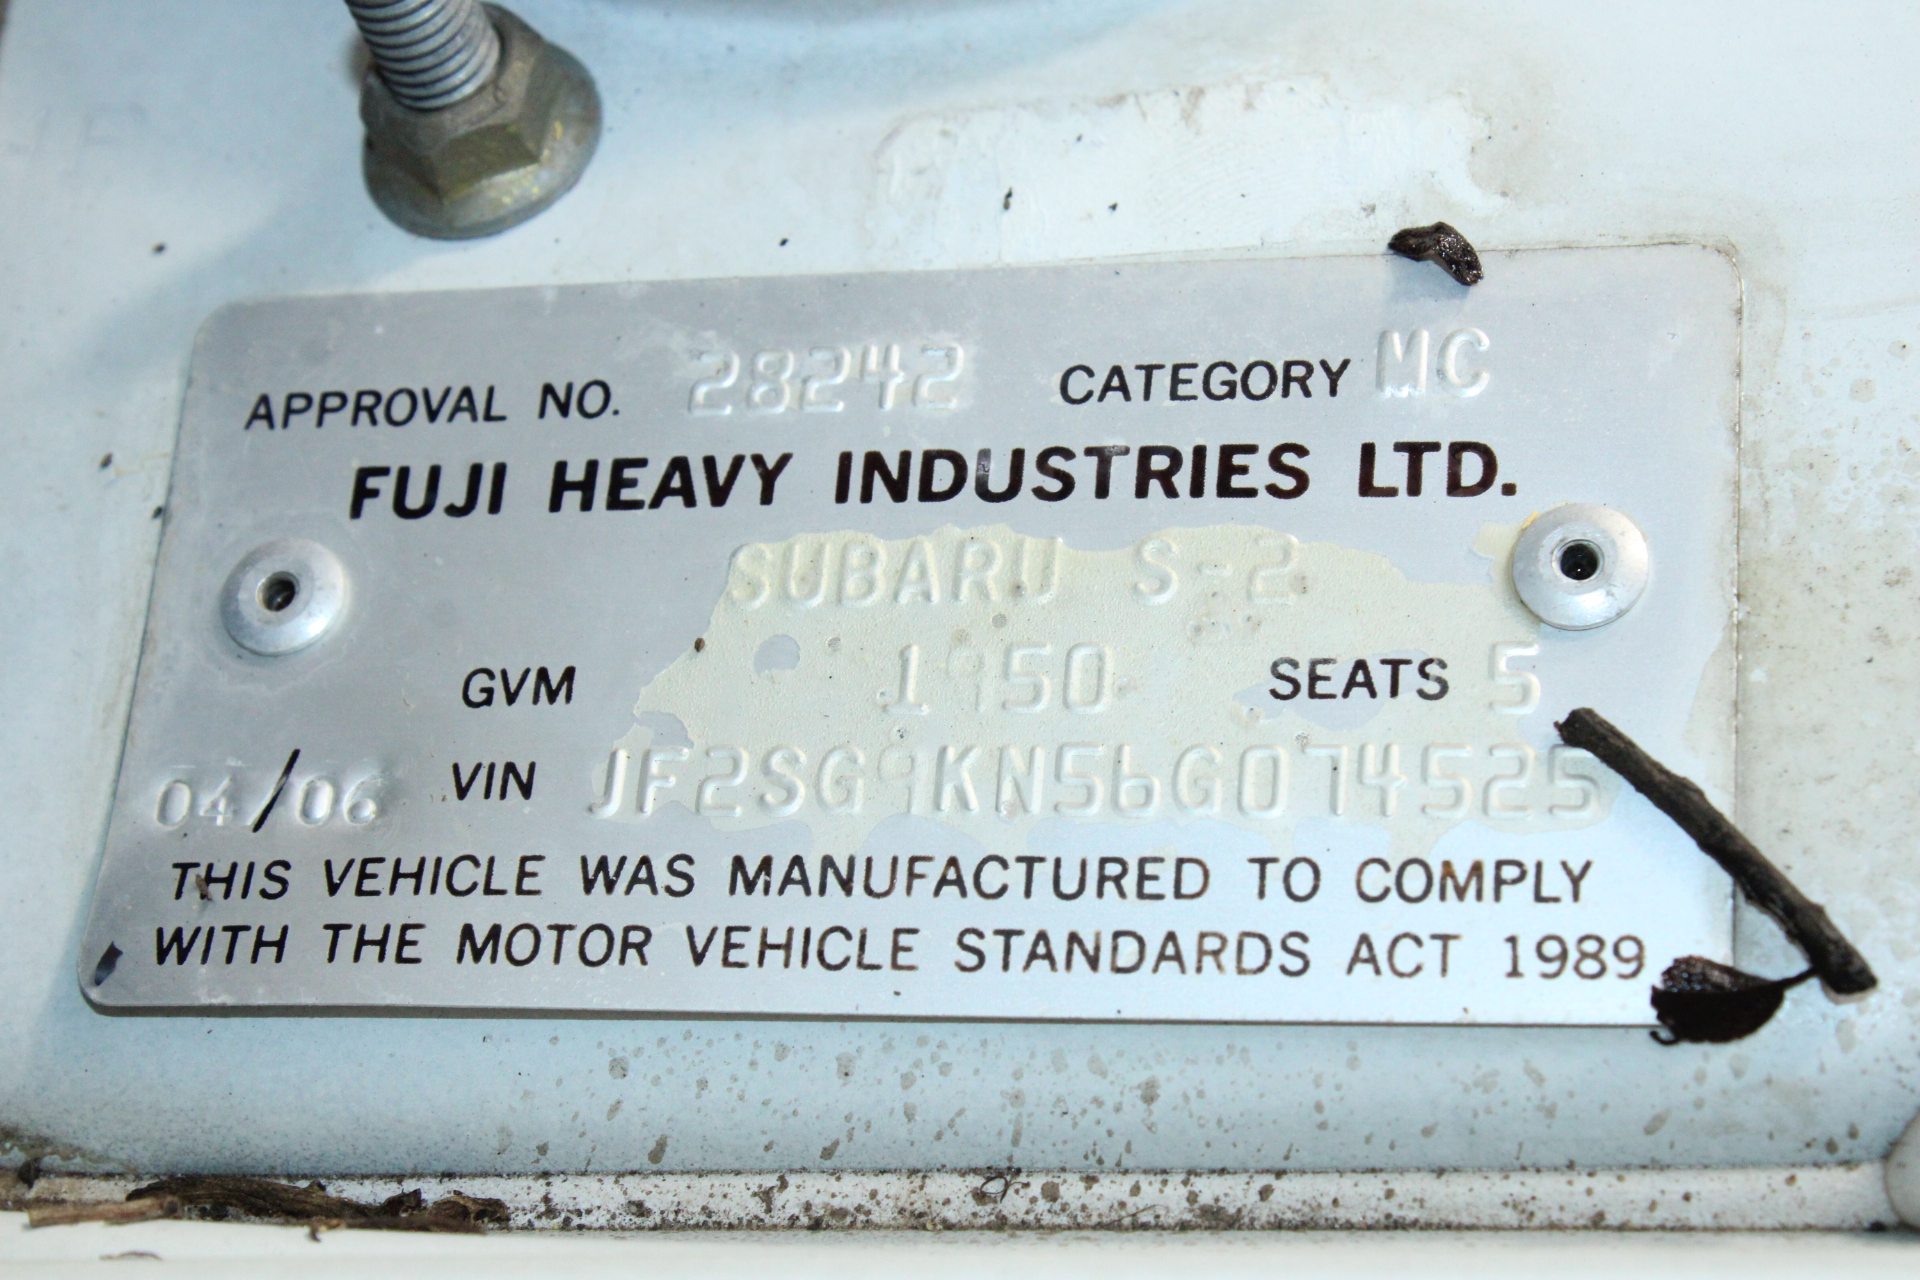 APPROVAL NO. 28242 CATEGORY MC
FUJI HEAVY INDUSTRIES LTD.
SUBARU S-2
GVM 1950 SEATS 5
04/06 VIN JF2SG9KN56G074525
THIS VEHICLE WAS MANUFACTURED TO COMPLY
WITH THE MOTOR VEHICLE STANDARDS ACT 1989